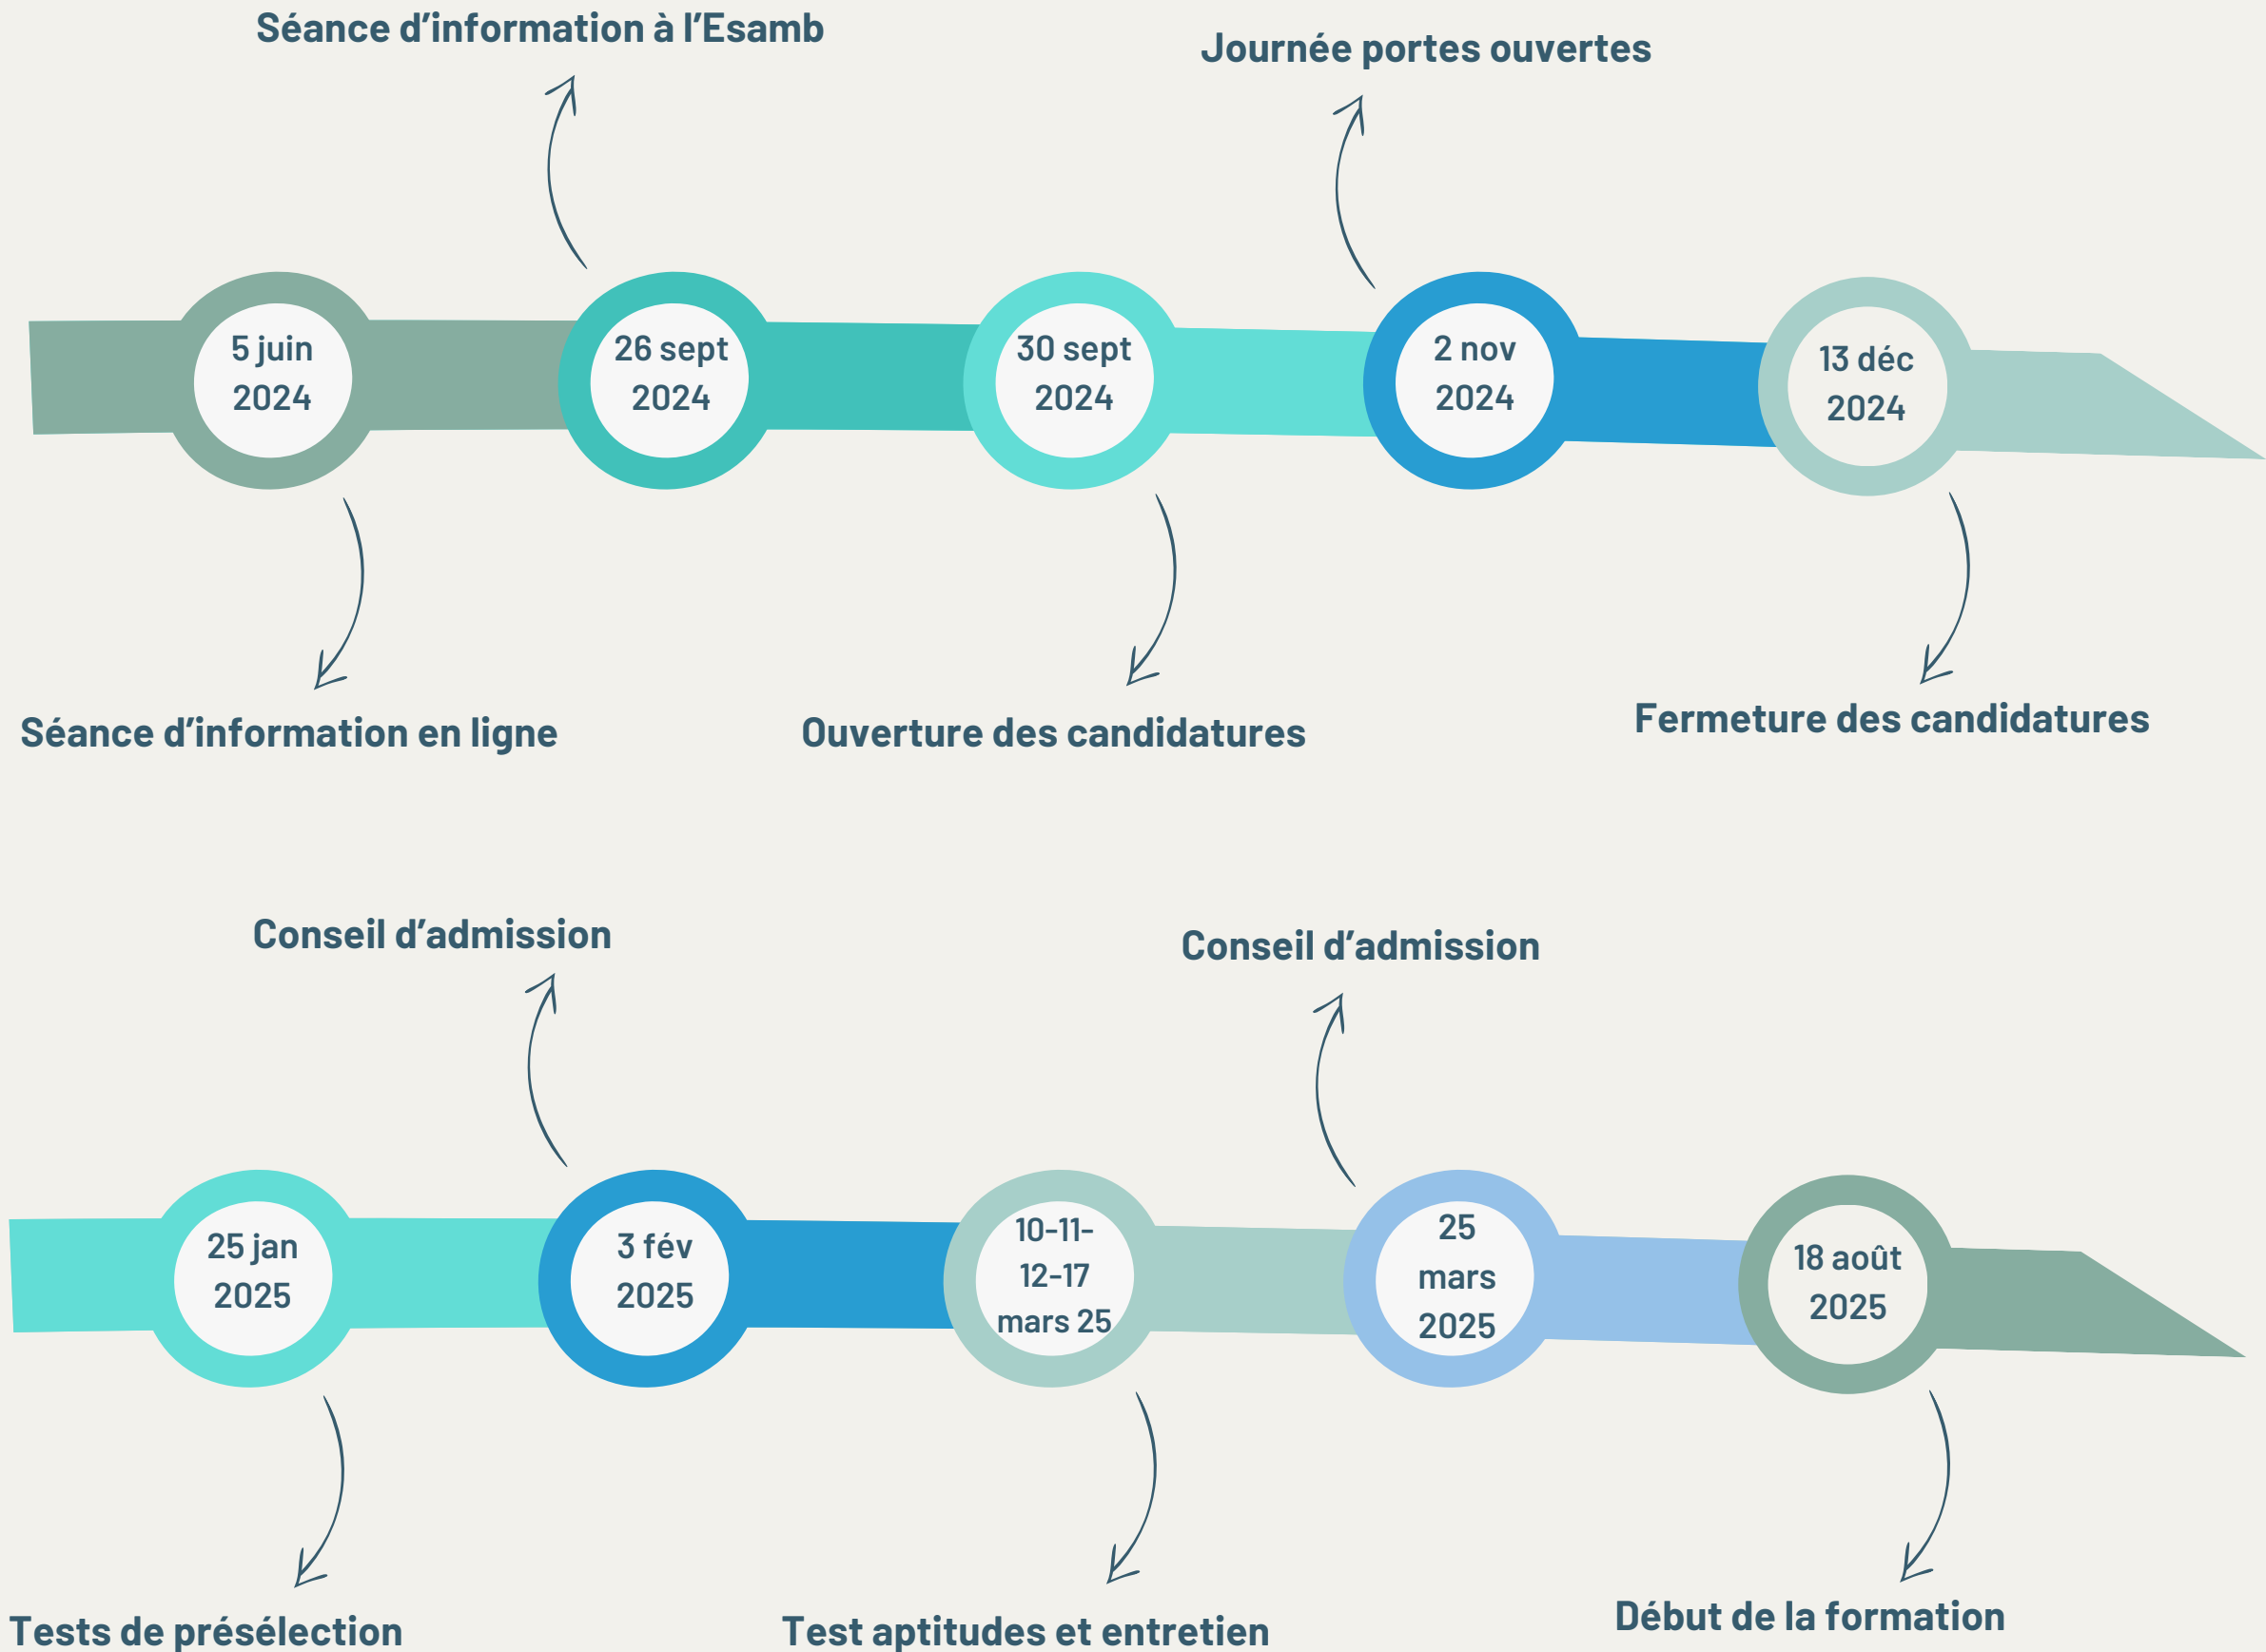 Séance d’information à l’Esamb
Journée portes ouvertes
5 juin
2024
26 sept
2024
30 sept
2024
2 nov
2024
13 déc
2024
Séance d’information en ligne
Ouverture des candidatures
Fermeture des candidatures
Conseil d’admission
Conseil d’admission
25 jan
2025
3 fév
2025
10-11-
12-17
mars 25
25
mars
2025
18 août
2025
Tests de présélection
Test aptitudes et entretien
Début de la formation